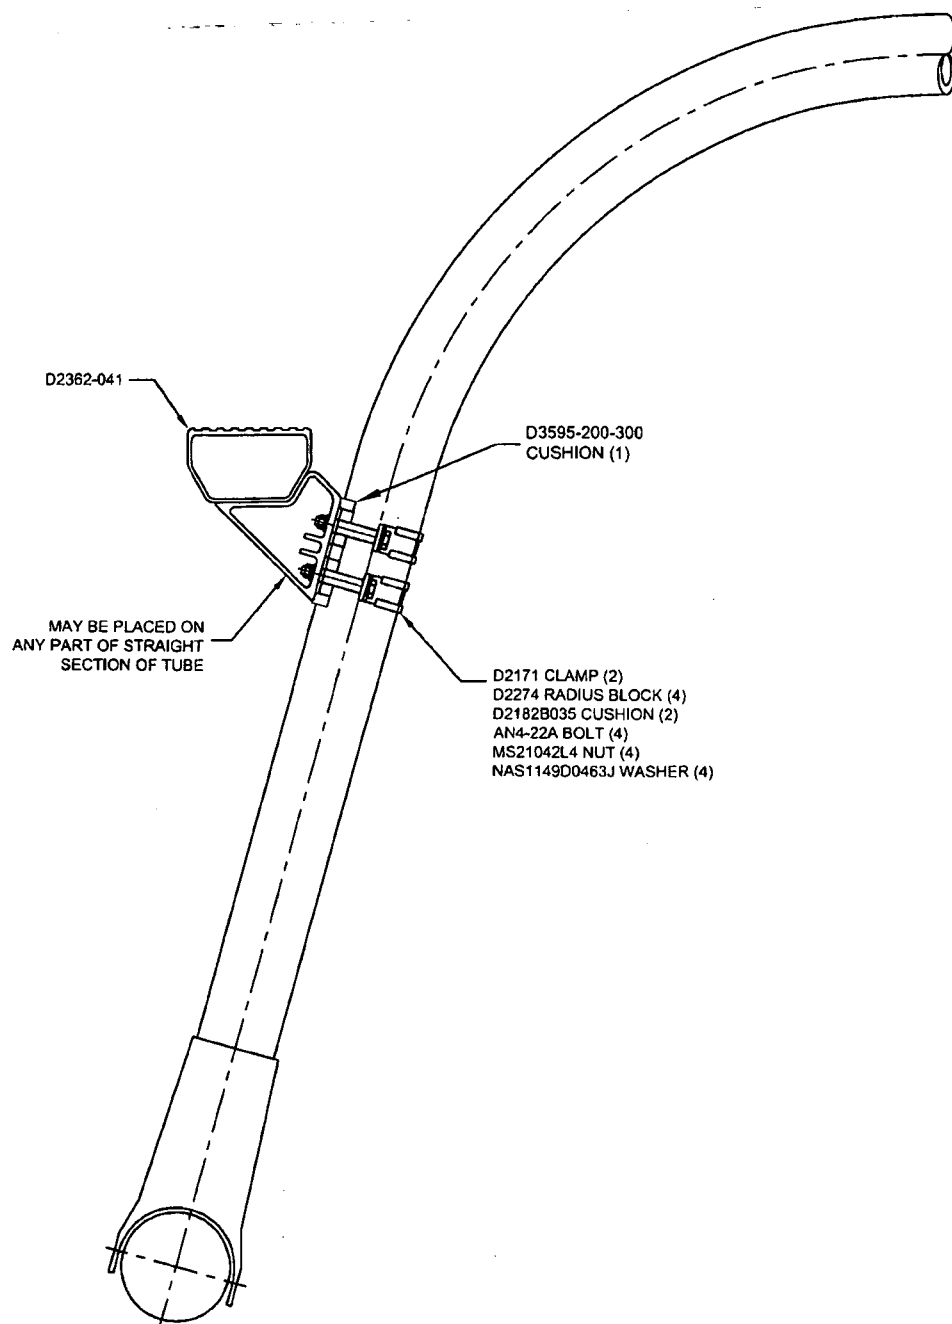 D2362-041
D3595-200-300
CUSHION (1)
MAY BE PLACED ON
ANY PART OF STRAIGHT
SECTION OF TUBE
D2171 CLAMP (2)
D2274 RADIUS BLOCK (4)
D2182B035 CUSHION (2)
AN4-22A BOLT (4)
MS21042L4 NUT (4)
NAS1149D0463J WASHER (4)